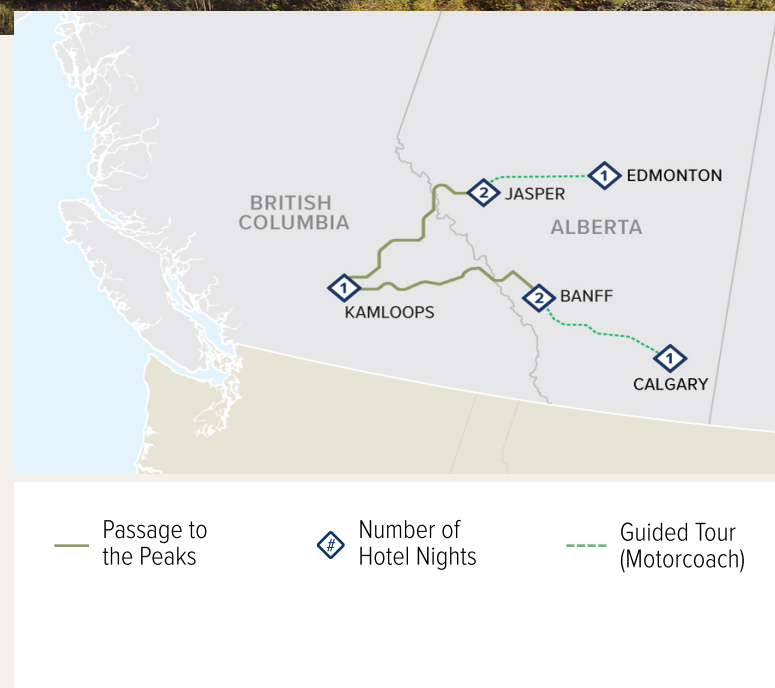 1
EDMONTON
2
JASPER
BRITISH
COLUMBIA
ALBERTA
1
KAMLOOPS
2
BANFF
1
CALGARY
Passage to
the Peaks
#
Number of
Hotel Nights
Guided Tour
(Motorcoach)